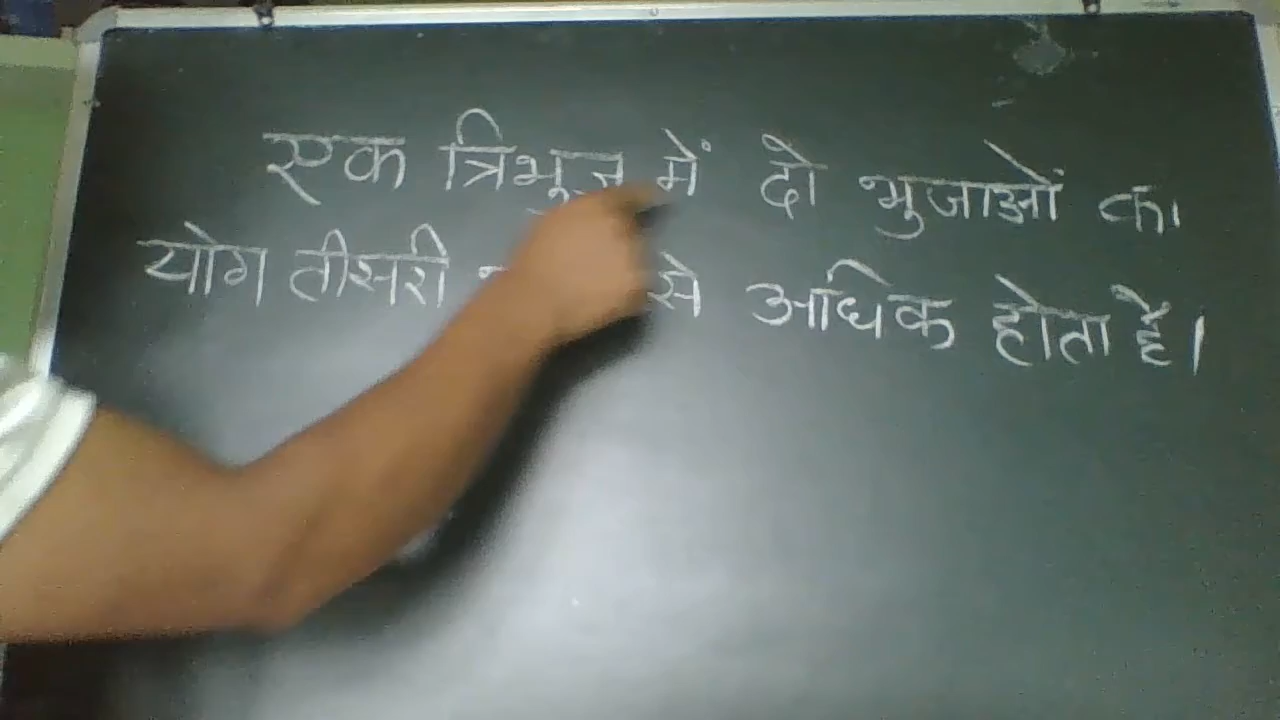 एक त्रिभुज में दो भुजाओं का
योग तीसरी से अधिक होता है।